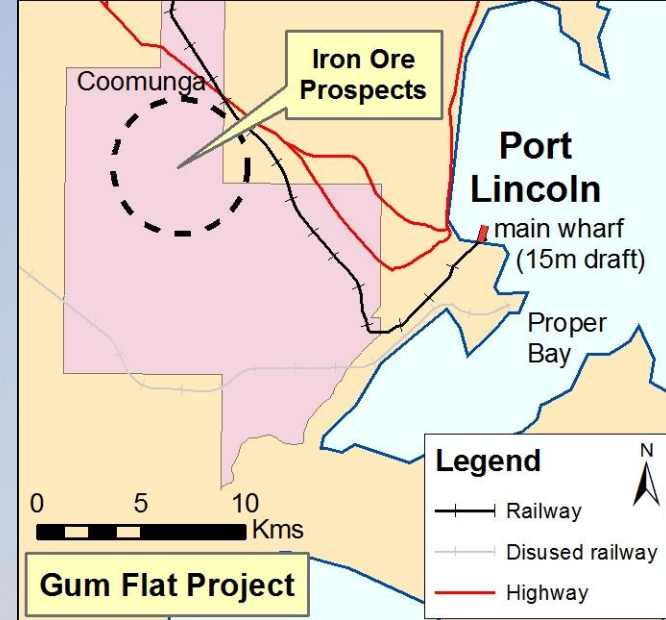 Iron Ore
Prospects
Coomunga
Port
Lincoln
main wharf
(15m draft)
Proper
Bay
Legend
N
Railway
Disused railway
Highway
0 5 10
Kms
Gum Flat Project